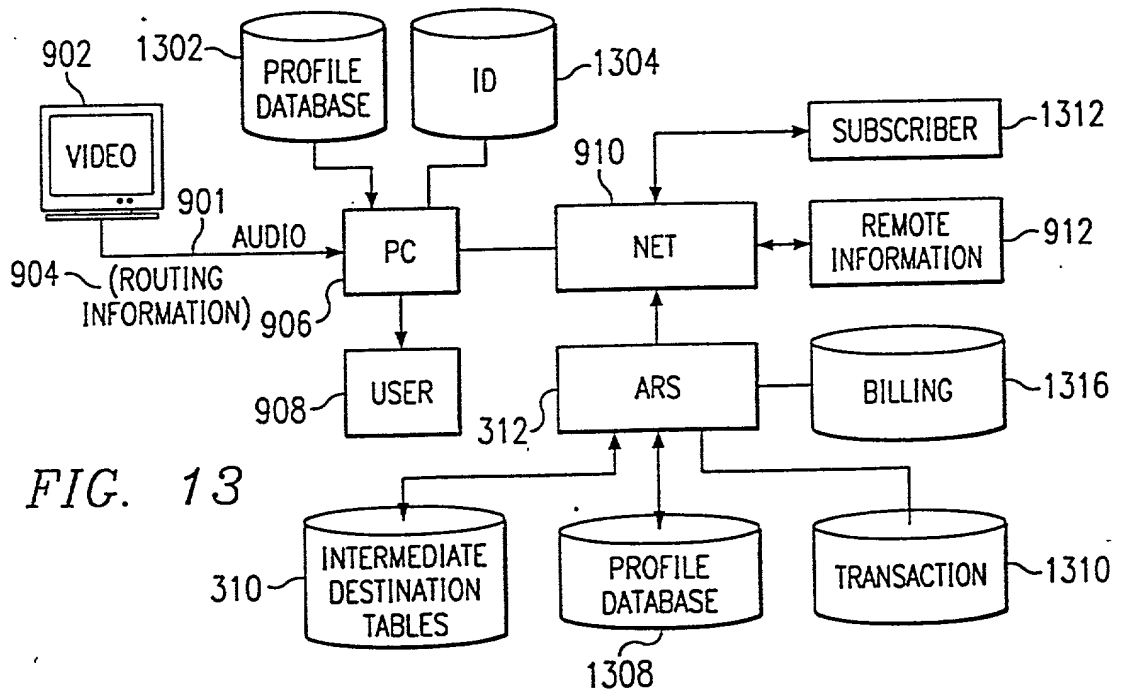 902
1302
PROFILE
DATABASE
ID
1304
VIDEO
901
AUDIO
904
(ROUTING
INFORMATION)
PC
906
910
NET
SUBSCRIBER
1312
REMOTE
INFORMATION
912
USER
908
ARS
312
BILLING
1316
FIG. 13
310
INTERMEDIATE
DESTINATION
TABLES
PROFILE
DATABASE
1308
TRANSACTION
1310